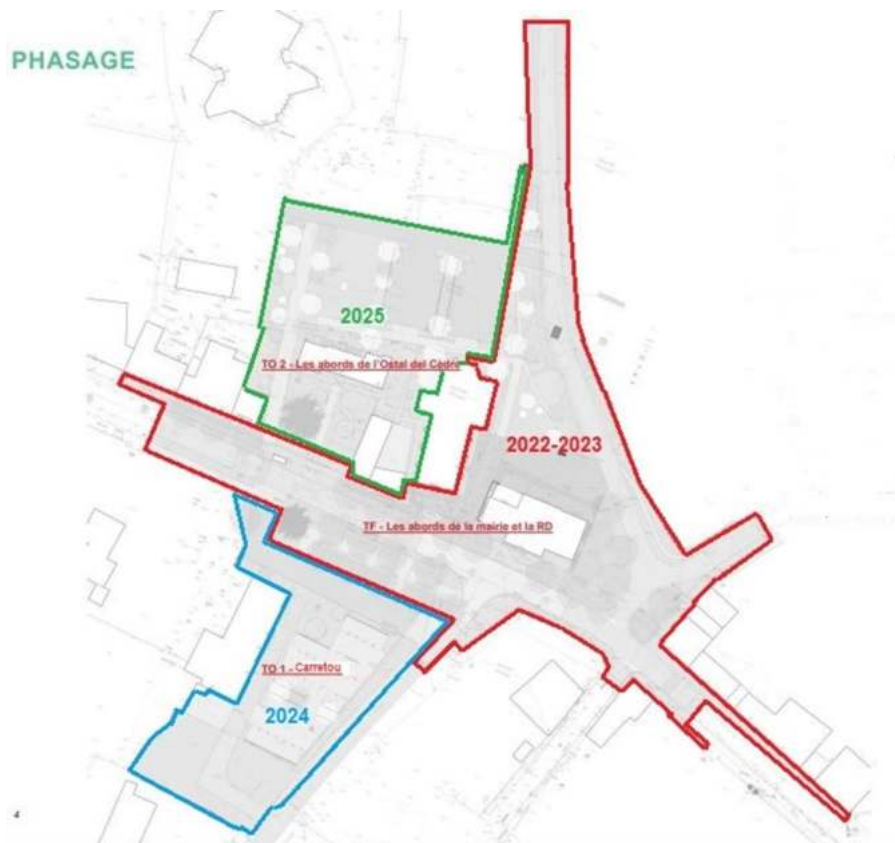 PHASAGE
2025
TO 2 - Les abords de l'Ostal del Cèdre
2022-2023
TF - Les abords de la mairie et la RD
TO 1 - Carretou
2024
4